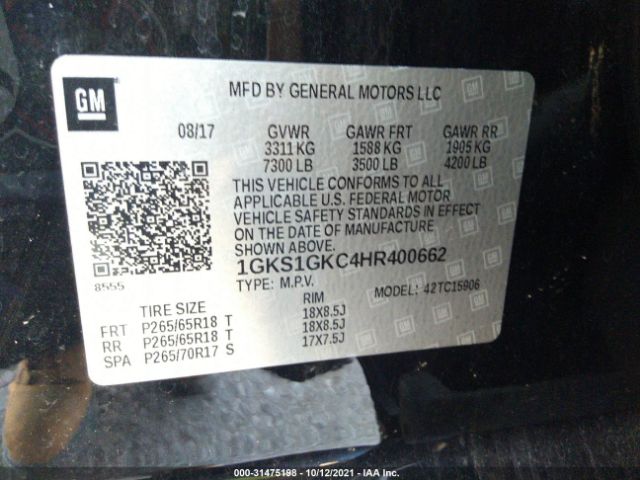 GM
MFD BY GENERAL MOTORS LLC
08/17 GVWR GAWR FRT GAWR RR
3311 KG 1588 KG 1905 KG
7300 LB 3500 LB 4200 LB
THIS VEHICLE CONFORMS TO ALL
APPLICABLE U.S. FEDERAL MOTOR
VEHICLE SAFETY STANDARDS IN EFFECT
ON THE DATE OF MANUFACTURE
SHOWN ABOVE.
1GKS1GKC4HR400662
8555
TYPE: M.P.V. MODEL: 42TC15906
TIRE SIZE RIM
FRT P265/65R18 T 18X8.5J
RR P265/65R18 T 18X8.5J
SPA P265/70R17 S 17X7.5J
000-31475198 - 10/12/2021 - IAA Inc.